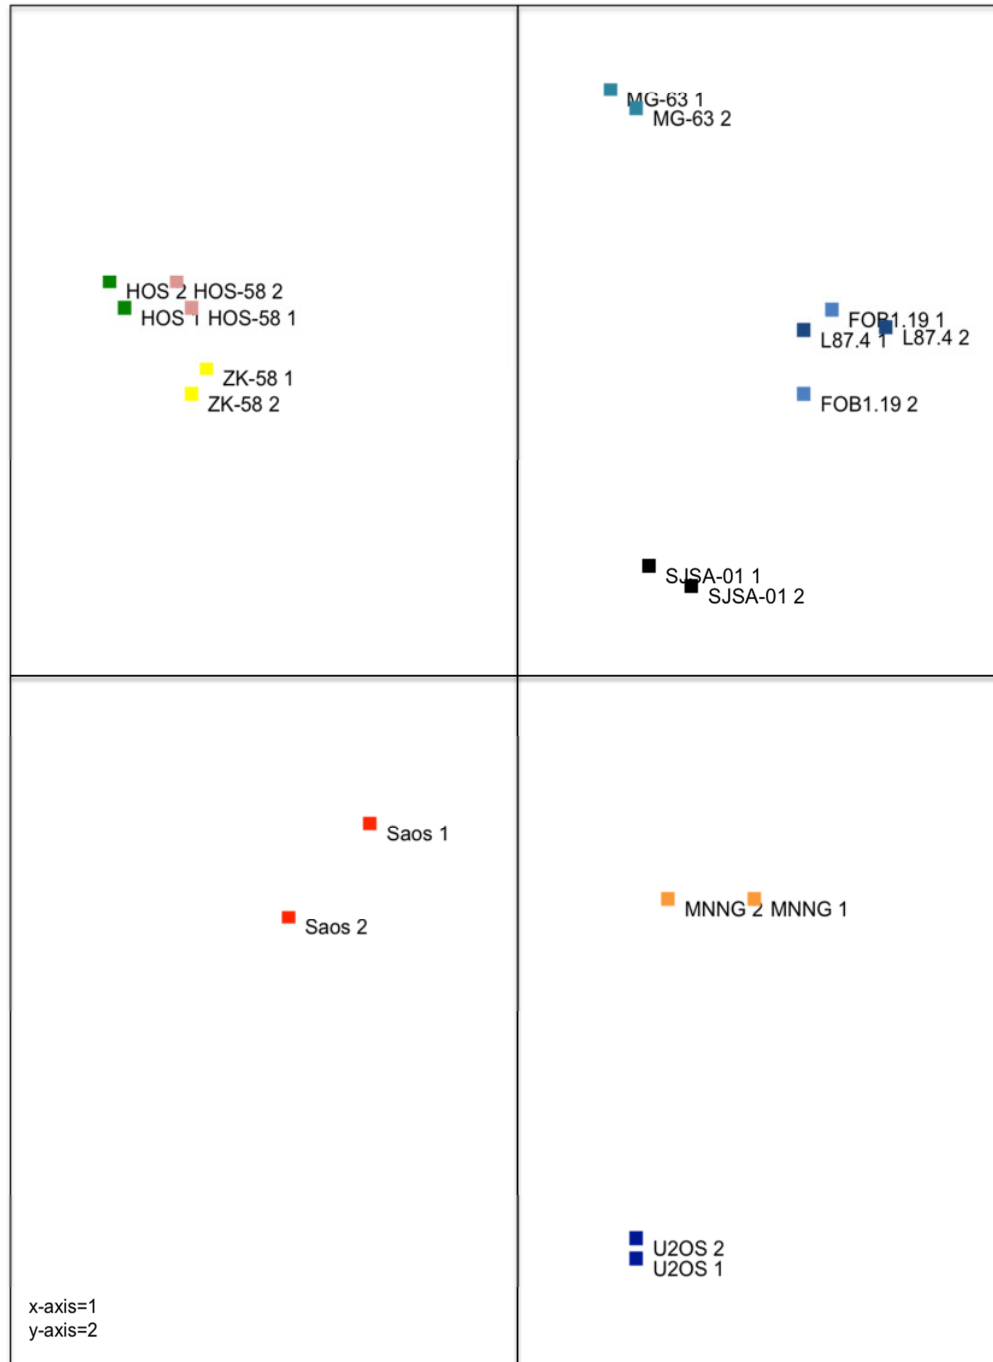 MG-63 1
MG-63 2
HOS 2 HOS-58 2
HOS 1 HOS-58 1
ZK-58 1
ZK-58 2
FOB1.19 1
L87.4 1 L87.4 2
FOB1.19 2
SJSA-01 1
SJSA-01 2
Saos 1
Saos 2
MNNG 2 MNNG 1
U2OS 2
U2OS 1
x-axis=1
y-axis=2